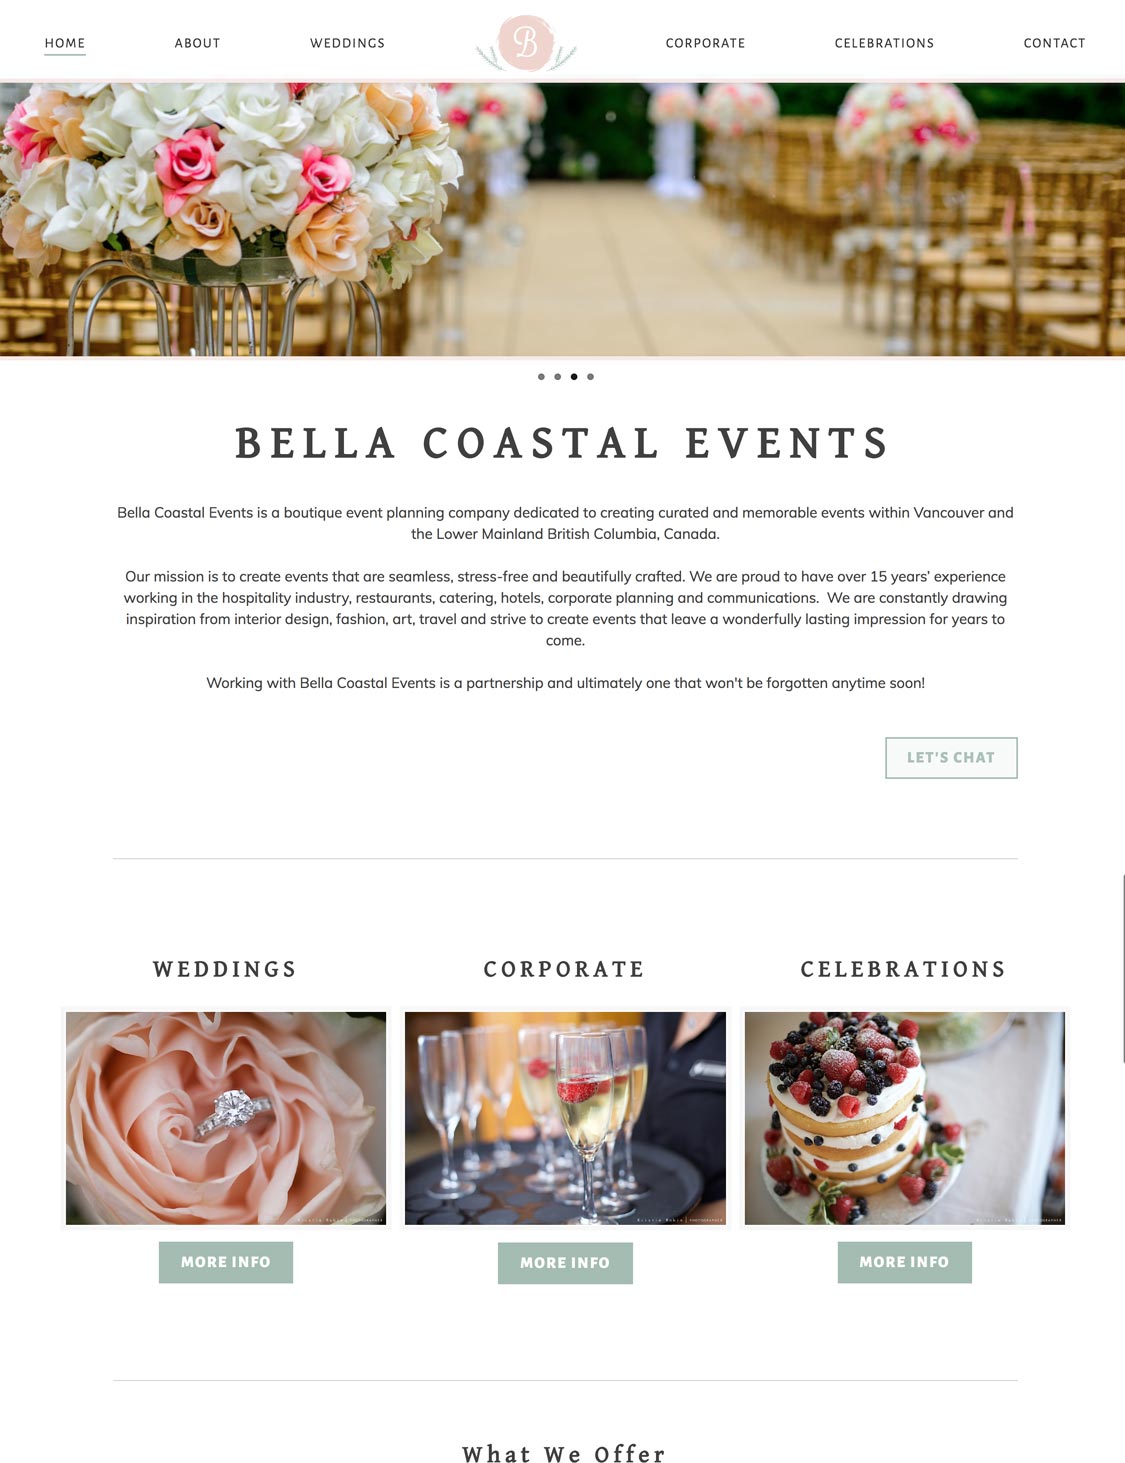 HOME ABOUT WEDDINGS B CORPORATE CELEBRATIONS CONTACT
BELLA COASTAL EVENTS
Bella Coastal Events is a boutique event planning company dedicated to creating curated and memorable events within Vancouver and
the Lower Mainland British Columbia, Canada.
Our mission is to create events that are seamless, stress-free and beautifully crafted. We are proud to have over 15 years’ experience
working in the hospitality industry, restaurants, catering, hotels, corporate planning and communications.  We are constantly drawing
inspiration from interior design, fashion, art, travel and strive to create events that leave a wonderfully lasting impression for years to
come.
Working with Bella Coastal Events is a partnership and ultimately one that won't be forgotten anytime soon!
LET'S CHAT
WEDDINGS CORPORATE CELEBRATIONS
PHOTOGRAPHER PHOTOGRAPHER PHOTOGRAPHER
MORE INFO MORE INFO MORE INFO
What We Offer